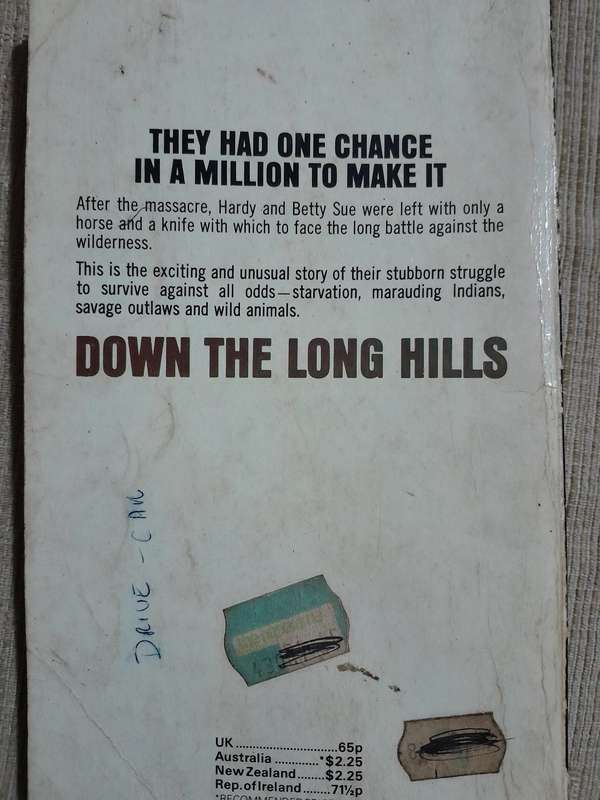 THEY HAD ONE CHANCE
IN A MILLION TO MAKE IT
After the massacre, Hardy and Betty Sue were left with only a
horse and a knife with which to face the long battle against the
wilderness.
This is the exciting and unusual story of their stubborn struggle
to survive against all odds—starvation, marauding Indians,
savage outlaws and wild animals.
DOWN THE LONG HILLS
DRIVE - CAR
UK..............................65p
Australia .............*$2.25
New Zealand........$2.25
Rep. of Ireland........71½p